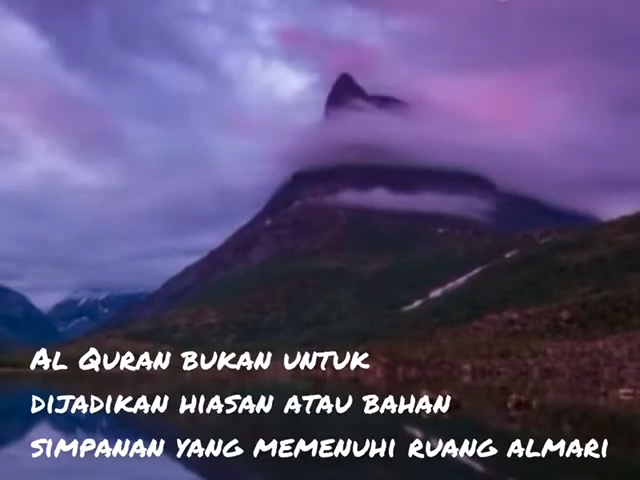 Al Quran bukan untuk
dijadikan hiasan atau bahan
simpanan yang memenuhi ruang almari